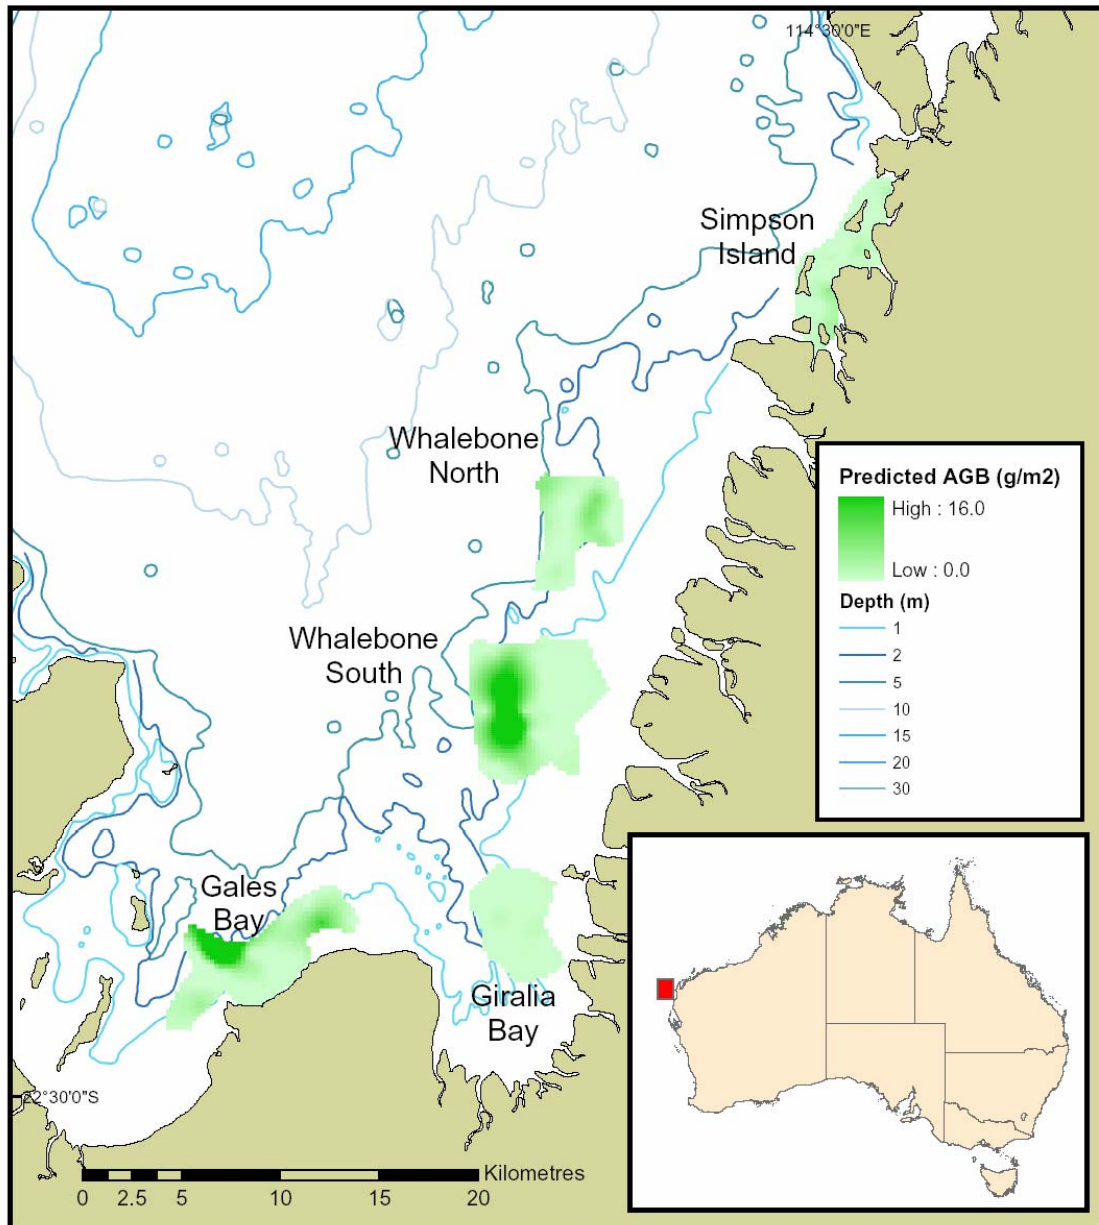 114°30'0"E
Simpson
Island
Whalebone
North
Predicted AGB (g/m2)
High : 16.0
Low : 0.0
Depth (m)
1
2
5
10
15
20
30
Whalebone
South
Gales
Bay
Giralia
Bay
22°30'0"S
Kilometres
0 2.5 5 10 15 20